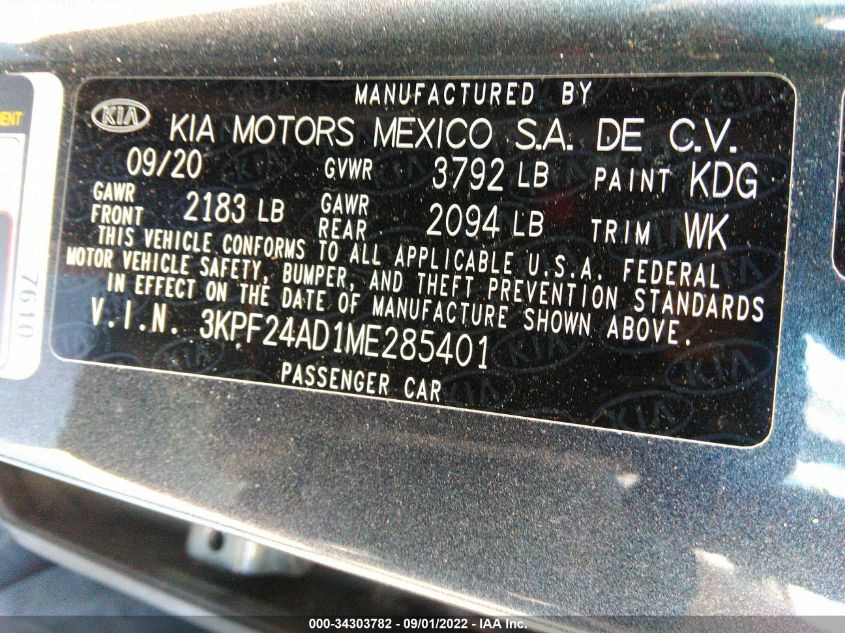 MANUFACTURED BY
KIA KIA MOTORS MEXICO S.A. DE C.V.
09/20 GVWR 3792 LB PAINT KDG
GAWR FRONT 2183 LB GAWR REAR 2094 LB TRIM WK
THIS VEHICLE CONFORMS TO ALL APPLICABLE U.S.A. FEDERAL
MOTOR VEHICLE SAFETY, BUMPER, AND THEFT PREVENTION STANDARDS
IN EFFECT ON THE DATE OF MANUFACTURE SHOWN ABOVE.
V.I.N. 3KPF24AD1ME285401
PASSENGER CAR
7610
000-34303782 - 09/01/2022 - IAA Inc.